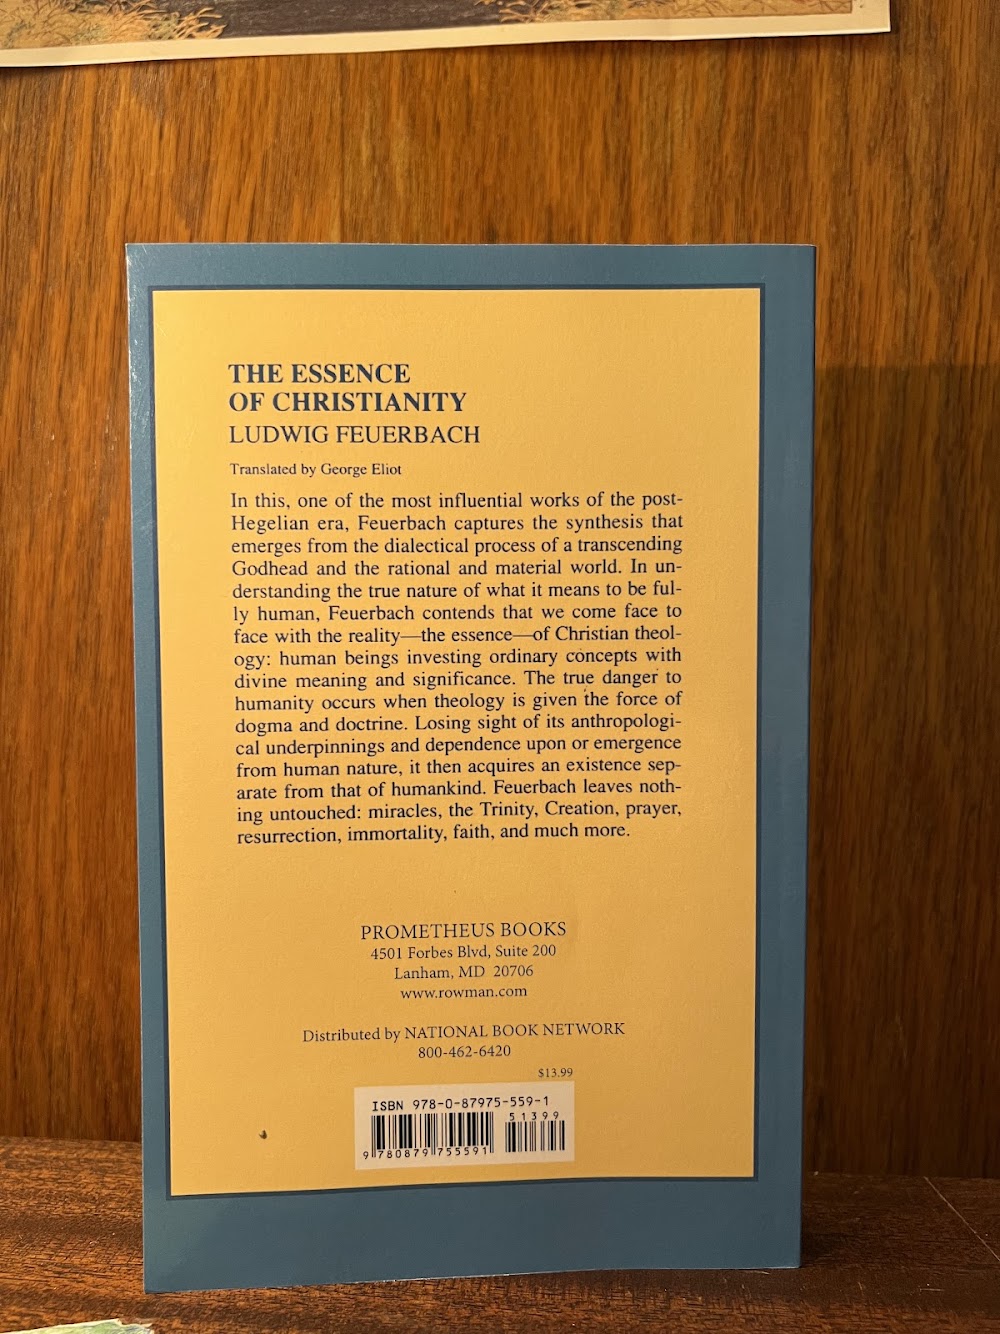 THE ESSENCE
OF CHRISTIANITY
LUDWIG FEUERBACH
Translated by George Eliot
In this, one of the most influential works of the post-
Hegelian era, Feuerbach captures the synthesis that
emerges from the dialectical process of a transcending
Godhead and the rational and material world. In un-
derstanding the true nature of what it means to be ful-
ly human, Feuerbach contends that we come face to
face with the reality—the essence—of Christian theol-
ogy: human beings investing ordinary concepts with
divine meaning and significance. The true danger to
humanity occurs when theology is given the force of
dogma and doctrine. Losing sight of its anthropologi-
cal underpinnings and dependence upon or emergence
from human nature, it then acquires an existence sep-
arate from that of humankind. Feuerbach leaves noth-
ing untouched: miracles, the Trinity, Creation, prayer,
resurrection, immortality, faith, and much more.
PROMETHEUS BOOKS
4501 Forbes Blvd, Suite 200
Lanham, MD 20706
www.rowman.com
Distributed by NATIONAL BOOK NETWORK
800-462-6420
$13.99
ISBN 978-0-87975-559-1
51399
9 780879 755591